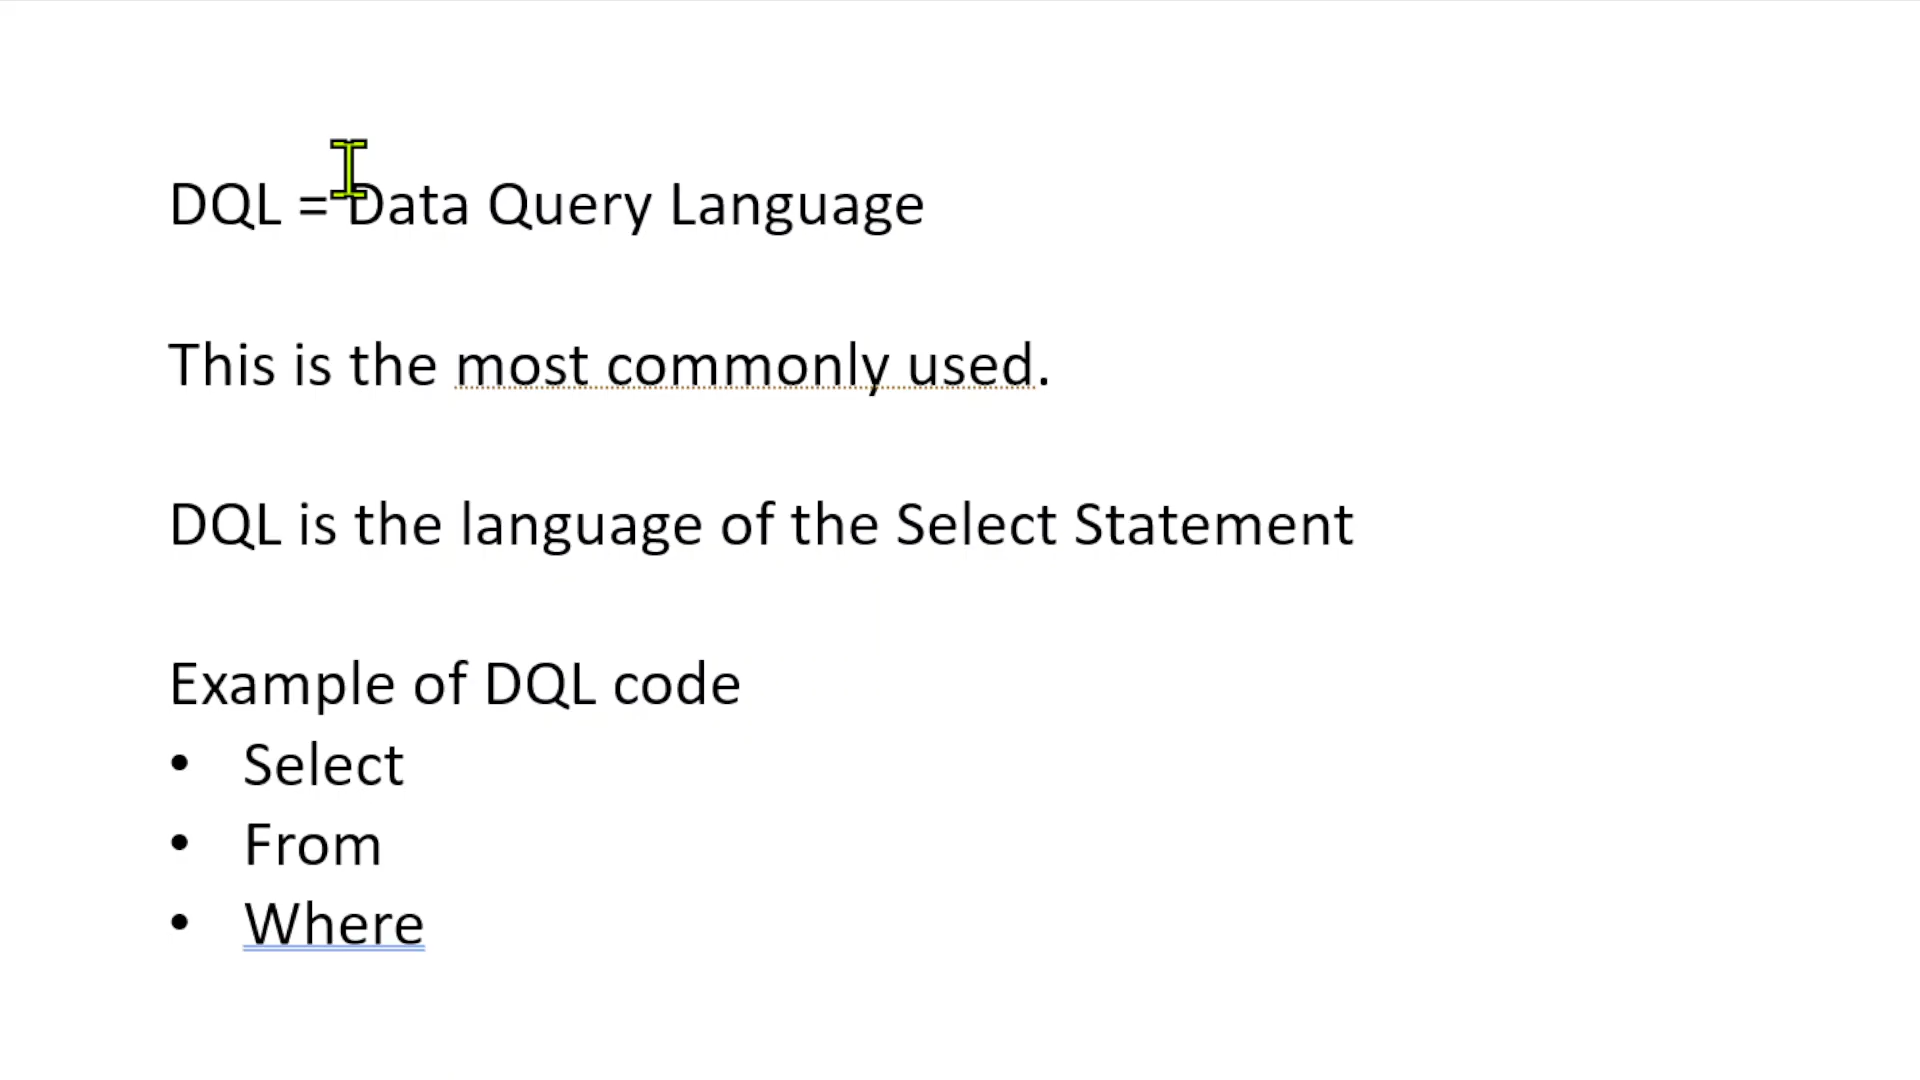 DQL = Data Query Language
This is the most commonly used.
DQL is the language of the Select Statement
Example of DQL code
• Select
• From
• Where